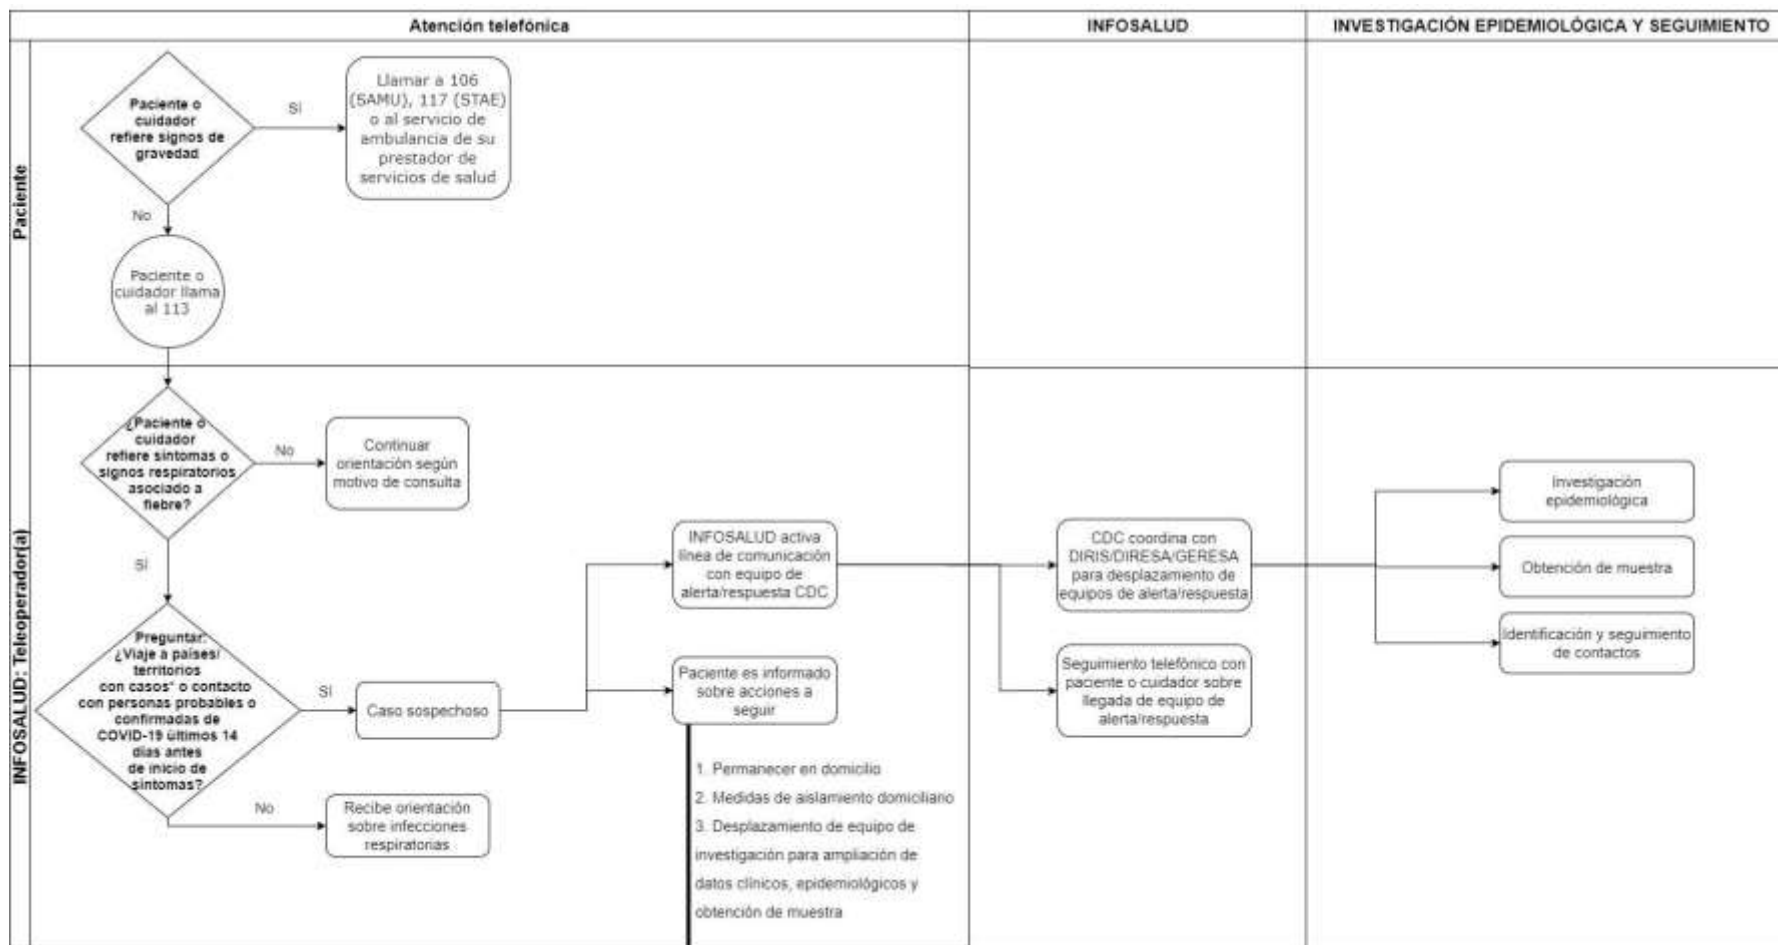 Atención telefónica
INFOSALUD
INVESTIGACIÓN EPIDEMIOLÓGICA Y SEGUIMIENTO
Paciente
Paciente o
cuidador
refiere signos de
gravedad
Sí
Llamar a 106
(SAMU), 117 (STAE)
o al servicio de
ambulancia de su
prestador de
servicios de salud
No
Paciente o
cuidador llama
al 113
INFOSALUD: Teleoperador(a)
¿Paciente o
cuidador
refiere síntomas o
signos respiratorios
asociado a
fiebre?
No
Continuar
orientación según
motivo de consulta
Sí
Preguntar:
¿Viaje a países/
territorios
con casos* o contacto
con personas probables o
confirmadas de
COVID-19 últimos 14
días antes
de inicio de
síntomas?
Sí
Caso sospechoso
No
Recibe orientación
sobre infecciones
respiratorias
INFOSALUD activa
línea de comunicación
con equipo de
alerta/respuesta CDC
Paciente es informado
sobre acciones a
seguir
1. Permanecer en domicilio
2. Medidas de aislamiento domiciliario
3. Desplazamiento de equipo de
investigación para ampliación de
datos clínicos, epidemiológicos y
obtención de muestra
CDC coordina con
DIRIS/DIRESA/GERESA
para desplazamiento de
equipos de alerta/respuesta
Seguimiento telefónico con
paciente o cuidador sobre
llegada de equipo de
alerta/respuesta
Investigación
epidemiológica
Obtención de muestra
Identificación y seguimiento
de contactos